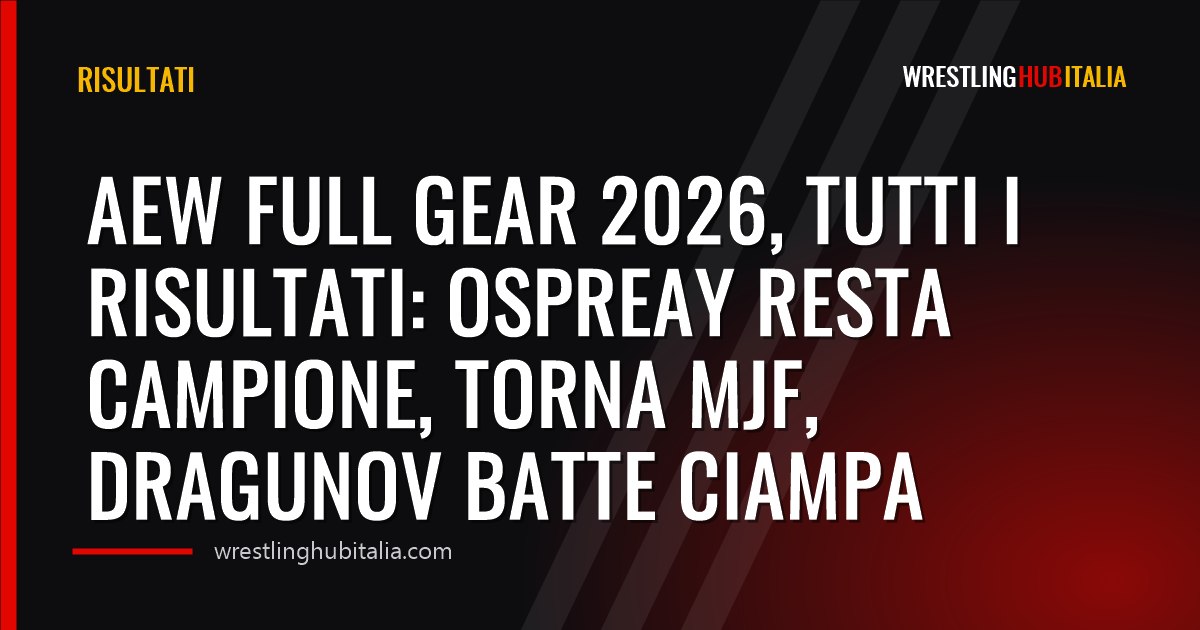 RISULTATI
WRESTLINGHUBITALIA
AEW FULL GEAR 2026, TUTTI I
RISULTATI: OSPREAY RESTA
CAMPIONE, TORNA MJF,
DRAGUNOV BATTE CIAMPA
wrestlinghubitalia.com